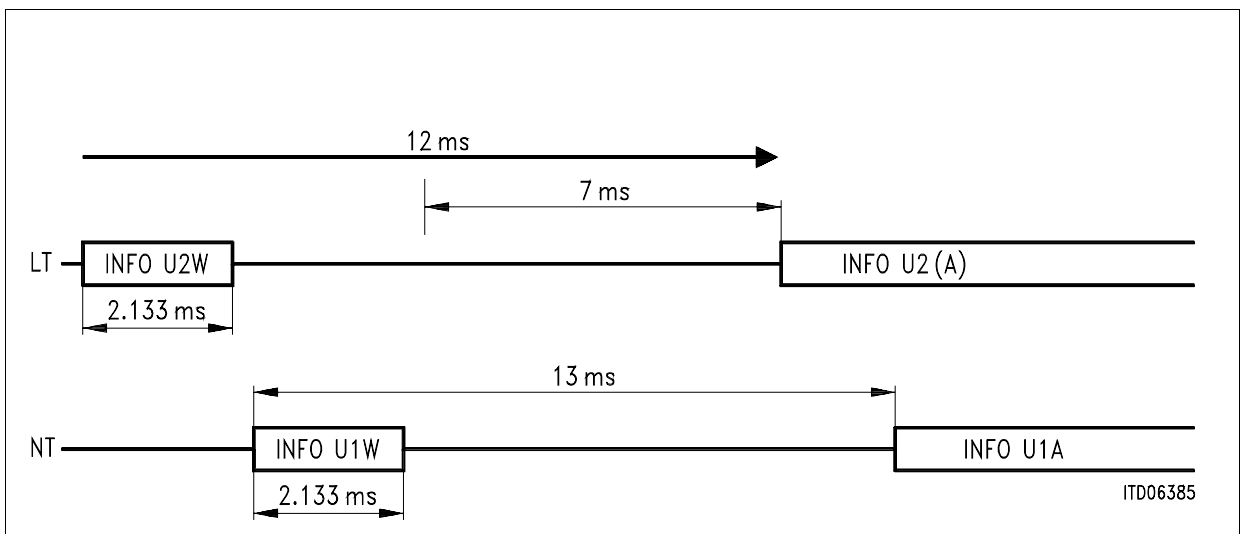 12 ms
7 ms
LT
INFO U2W
INFO U2 (A)
2.133 ms
13 ms
NT
INFO U1W
INFO U1A
2.133 ms
ITD06385